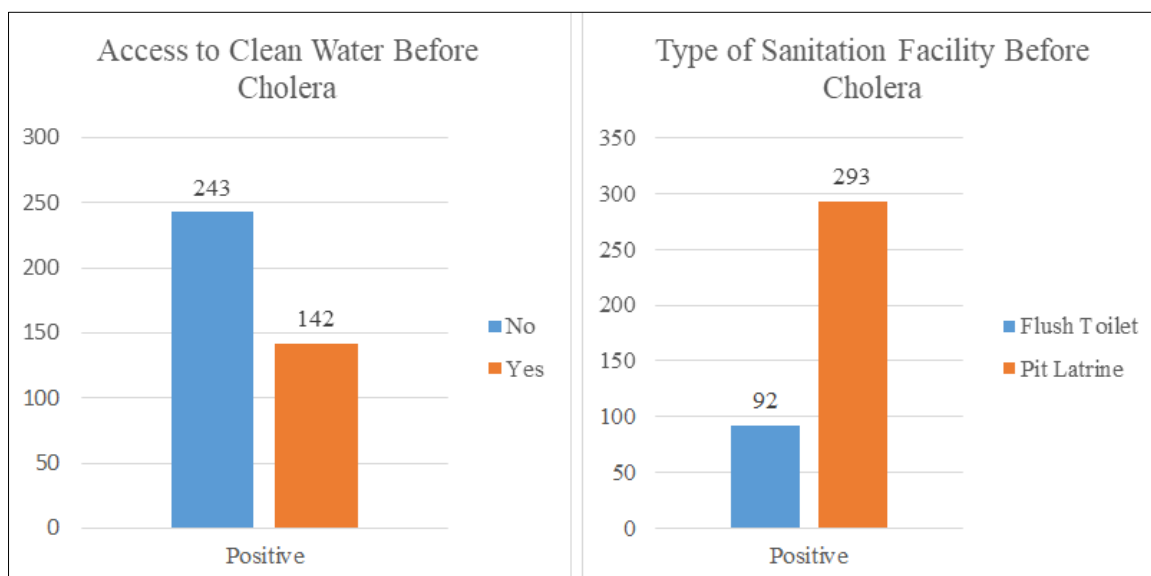 Access to Clean Water Before
Cholera
300
250
200
150
100
50
0
243
142
Positive
No
Yes
Type of Sanitation Facility Before
Cholera
350
300
250
200
150
100
50
0
92
293
Positive
Flush Toilet
Pit Latrine